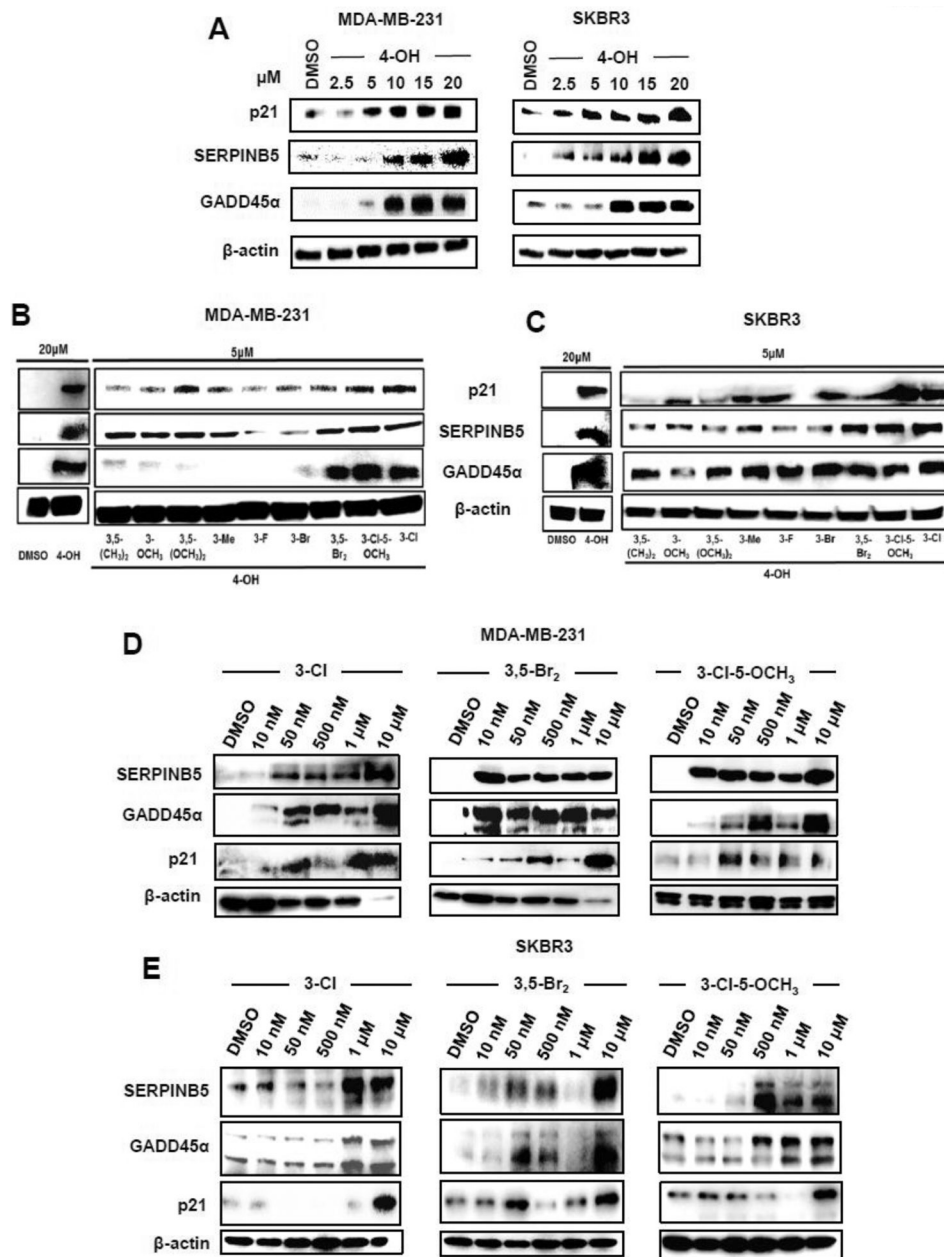 A
MDA-MB-231
SKBR3
DMSO
4-OH
DMSO
4-OH
µM
2.5 5 10 15 20
2.5 5 10 15 20
p21
SERPINB5
GADD45α
β-actin
B
MDA-MB-231
C
SKBR3
20µM
5µM
20µM
5µM
p21
SERPINB5
GADD45α
β-actin
DMSO 4-OH
3,5-(CH₃)₂
3-OCH₃
3,5-(OCH₃)₂
3-Me
3-F
3-Br
3,5-Br₂
3-Cl-5-OCH₃
3-Cl
4-OH
DMSO 4-OH
3,5-(CH₃)₂
3-OCH₃
3,5-(OCH₃)₂
3-Me
3-F
3-Br
3,5-Br₂
3-Cl-5-OCH₃
3-Cl
4-OH
D
MDA-MB-231
3-Cl
3,5-Br₂
3-Cl-5-OCH₃
DMSO 10 nM 50 nM 500 nM 1 µM 10 µM
DMSO 10 nM 50 nM 500 nM 1 µM 10 µM
DMSO 10 nM 50 nM 500 nM 1 µM 10 µM
SERPINB5
GADD45α
p21
β-actin
E
SKBR3
3-Cl
3,5-Br₂
3-Cl-5-OCH₃
DMSO 10 nM 50 nM 500 nM 1 µM 10 µM
DMSO 10 nM 50 nM 500 nM 1 µM 10 µM
DMSO 10 nM 50 nM 500 nM 1 µM 10 µM
SERPINB5
GADD45α
p21
β-actin